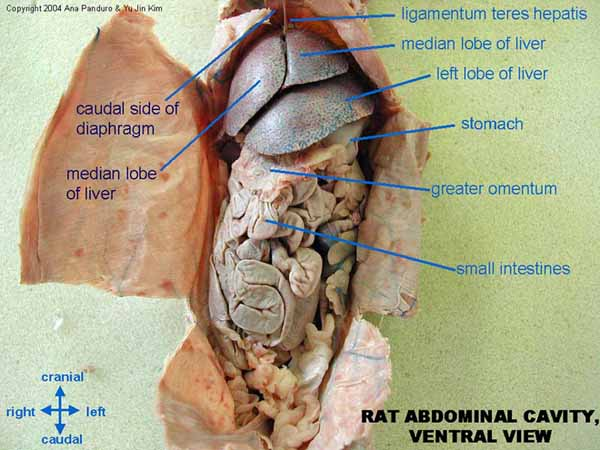 Copyright 2004 Ana Panduro & Yu Jin Kim
ligamentum teres hepatis
median lobe of liver
left lobe of liver
caudal side of
diaphragm
stomach
median lobe
of liver
greater omentum
small intestines
cranial
right
left
caudal
RAT ABDOMINAL CAVITY,
VENTRAL VIEW